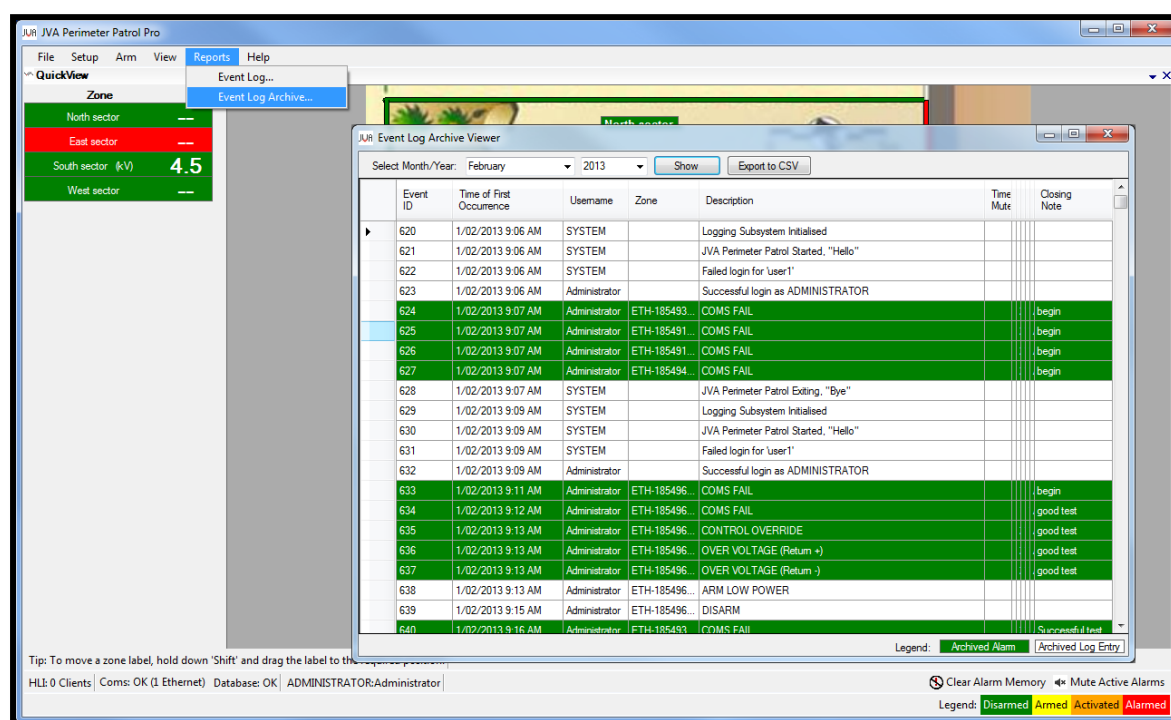 JVA JVA Perimeter Patrol Pro
File Setup Arm View Reports Help
QuickView
Event Log...
Event Log Archive...
Zone
North sector --
East sector --
South sector (kV) 4.5
West sector --
North sector
JVA Event Log Archive Viewer
Select Month/Year: February 2013 Show Export to CSV
Event ID Time of First Occurrence Username Zone Description Time Mute Closing Note
620 1/02/2013 9:06 AM SYSTEM Logging Subsystem Initialised
621 1/02/2013 9:06 AM SYSTEM JVA Perimeter Patrol Started, "Hello"
622 1/02/2013 9:06 AM SYSTEM Failed login for 'user1'
623 1/02/2013 9:06 AM Administrator Successful login as ADMINISTRATOR
624 1/02/2013 9:07 AM Administrator ETH-185493... COMS FAIL begin
625 1/02/2013 9:07 AM Administrator ETH-185491... COMS FAIL begin
626 1/02/2013 9:07 AM Administrator ETH-185491... COMS FAIL begin
627 1/02/2013 9:07 AM Administrator ETH-185494... COMS FAIL begin
628 1/02/2013 9:07 AM SYSTEM JVA Perimeter Patrol Exiting, "Bye"
629 1/02/2013 9:09 AM SYSTEM Logging Subsystem Initialised
630 1/02/2013 9:09 AM SYSTEM JVA Perimeter Patrol Started, "Hello"
631 1/02/2013 9:09 AM SYSTEM Failed login for 'user1'
632 1/02/2013 9:09 AM Administrator Successful login as ADMINISTRATOR
633 1/02/2013 9:11 AM Administrator ETH-185496... COMS FAIL begin
634 1/02/2013 9:12 AM Administrator ETH-185496... COMS FAIL good test
635 1/02/2013 9:13 AM Administrator ETH-185496... CONTROL OVERRIDE good test
636 1/02/2013 9:13 AM Administrator ETH-185496... OVER VOLTAGE (Return +) good test
637 1/02/2013 9:13 AM Administrator ETH-185496... OVER VOLTAGE (Return -) good test
638 1/02/2013 9:13 AM Administrator ETH-185496... ARM LOW POWER
639 1/02/2013 9:15 AM Administrator ETH-185496... DISARM
640 1/02/2013 9:16 AM Administrator ETH-185493... COMS FAIL Successful test
Legend: Archived Alarm Archived Log Entry
Tip: To move a zone label, hold down 'Shift' and drag the label to the required position.
HLI: 0 Clients Coms: OK (1 Ethernet) Database: OK ADMINISTRATOR:Administrator Clear Alarm Memory Mute Active Alarms
Legend: Disarmed Armed Activated Alarmed